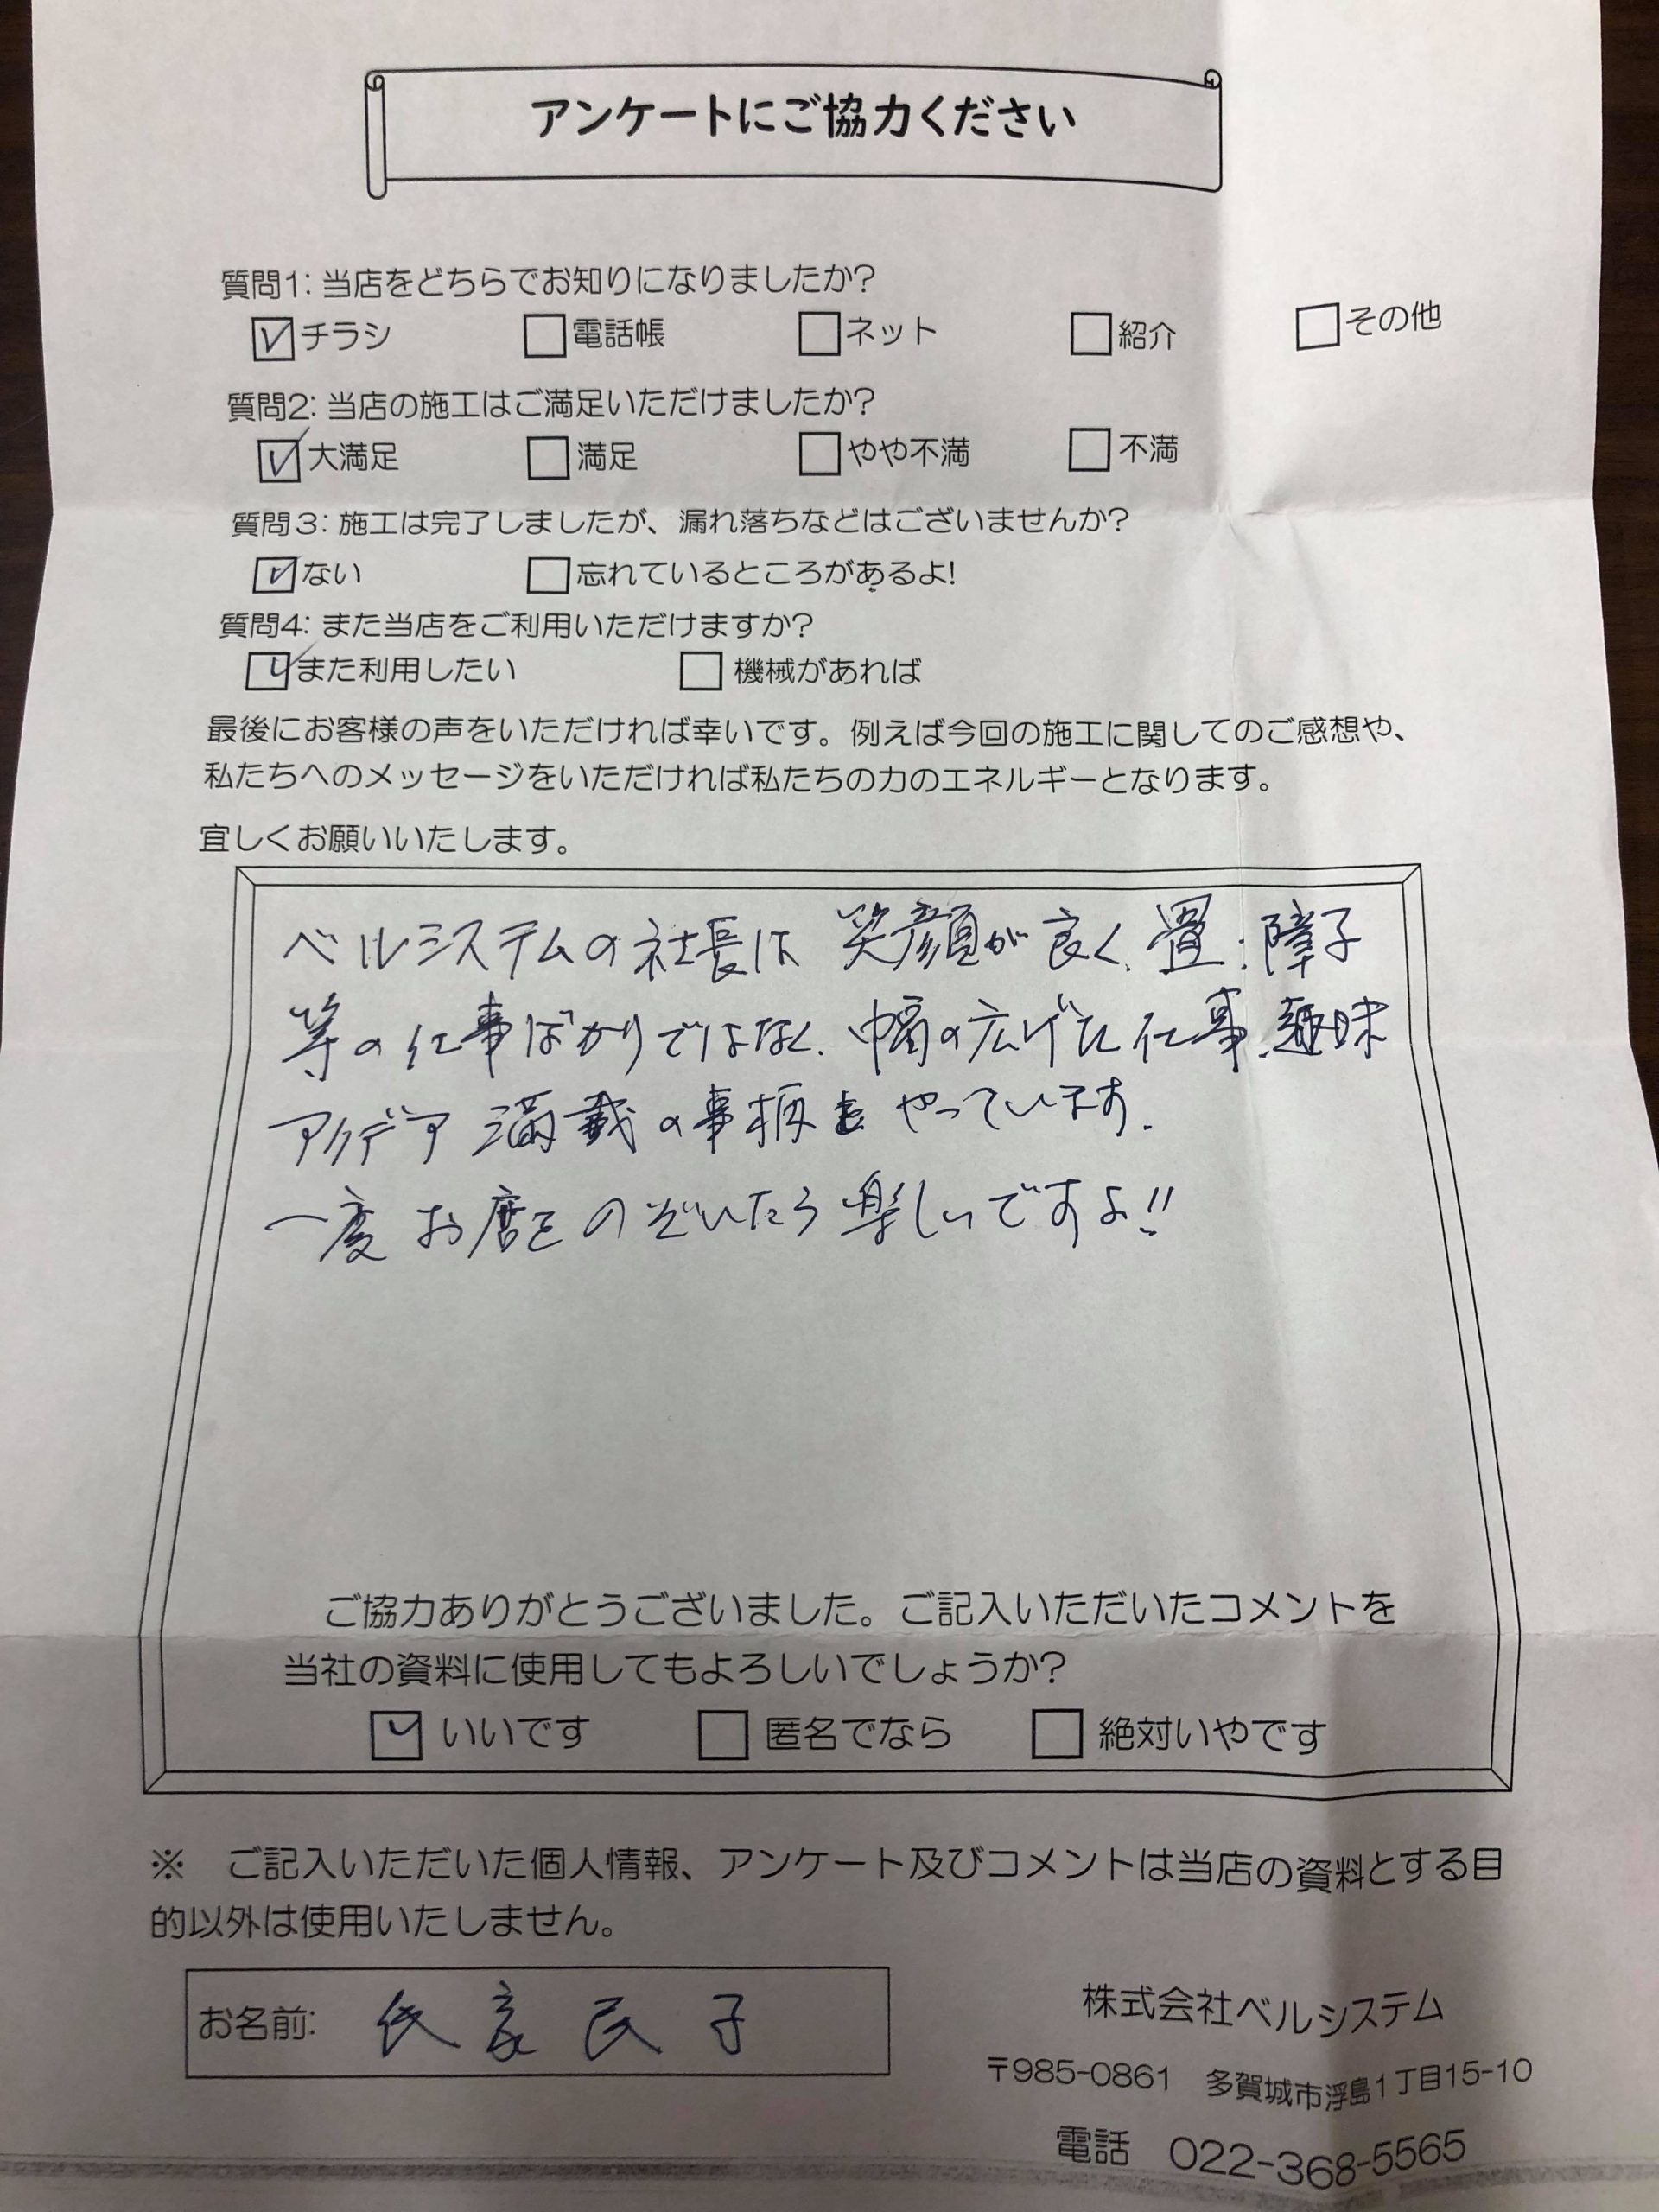 アンケートにご協力ください
質問1: 当店をどちらでお知りになりましたか?
☑チラシ □電話帳 □ネット □紹介 □その他
質問2: 当店の施工はご満足いただけましたか?
☑大満足 □満足 □やや不満 □不満
質問3: 施工は完了しましたが、漏れ落ちなどはございませんか?
☑ない □忘れているところがあるよ!
質問4: また当店をご利用いただけますか?
☑また利用したい □機械があれば
最後にお客様の声をいただければ幸いです。例えば今回の施工に関してのご感想や、
私たちへのメッセージをいただければ私たちの力のエネルギーとなります。
宜しくお願いいたします。
ベルシステムの社長は 笑顔が良く、畳、障子
等の仕事ばかりではなく、幅の広げた仕事、趣味
アイデア 満載の事柄を やっています。
一度 お店を のぞいたら 楽しいですよ!!
ご協力ありがとうございました。ご記入いただいたコメントを
当社の資料に使用してもよろしいでしょうか?
☑いいです □匿名でなら □絶対いやです
※ ご記入いただいた個人情報、アンケート及びコメントは当店の資料とする目
的以外は使用いたしません。
お名前: 氏家民子
株式会社ベルシステム
〒985-0861 多賀城市浮島1丁目15-10
電話 022-368-5565